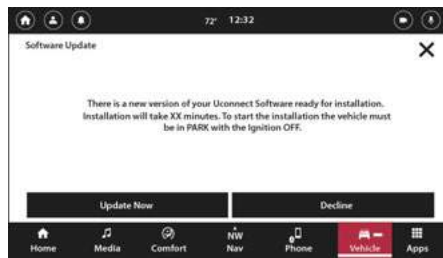 72° 12:32
Software Update
There is a new version of your Uconnect Software ready for installation.
Installation will take XX minutes. To start the installation the vehicle must
be in PARK with the Ignition OFF.
Update Now Decline
NW
Home Media Comfort Nav Phone Vehicle Apps